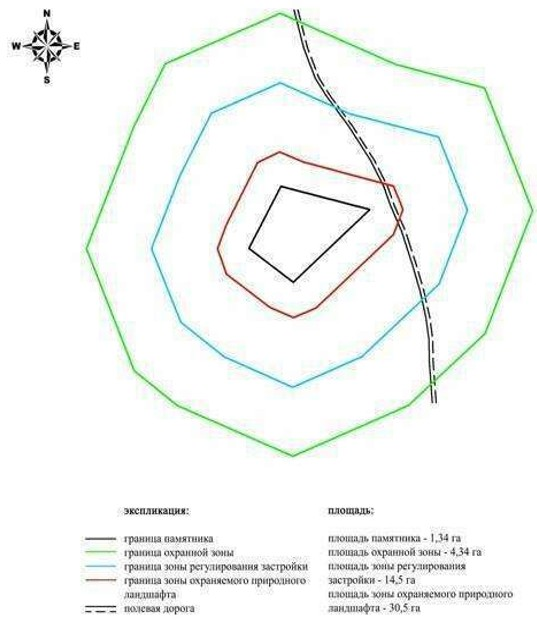 N
W E
S
экспликация:
граница памятника
граница охранной зоны
граница зоны регулирования застройки
граница зоны охраняемого природного
ландшафта
полевая дорога
площадь:
площадь памятника - 1,34 га
площадь охранной зоны - 4,34 га
площадь зоны регулирования
застройки - 14,5 га
площадь зоны охраняемого природного
ландшафта - 30,5 га